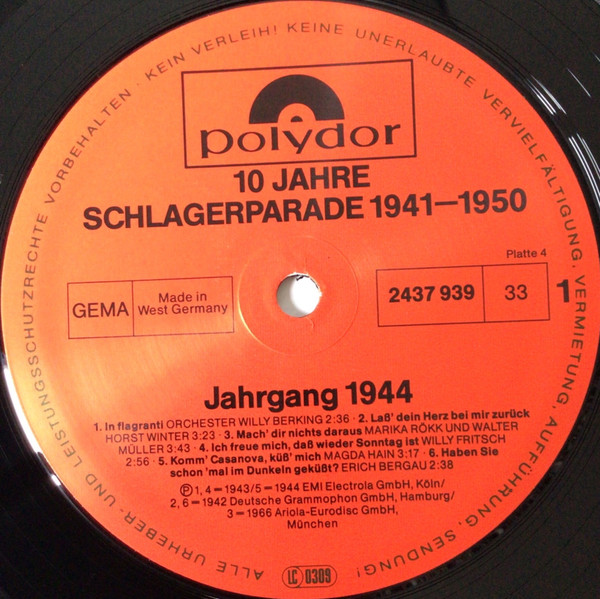 ALLE URHEBER- UND LEISTUNGSSCHUTZRECHTE VORBEHALTEN · KEIN VERLEIH! KEINE UNERLAUBTE VERVIELFÄLTIGUNG, VERMIETUNG, AUFFÜHRUNG, SENDUNG!
polydor
10 JAHRE
SCHLAGERPARADE 1941—1950
Platte 4
GEMA
Made in
West Germany
2437 939
33
1
Jahrgang 1944
1. In flagranti ORCHESTER WILLY BERKING 2:36 · 2. Laß' dein Herz bei mir zurück
HORST WINTER 3:23 · 3. Mach' dir nichts daraus MARIKA RÖKK UND WALTER
MÜLLER 3:43 · 4. Ich freue mich, daß wieder Sonntag ist WILLY FRITSCH
2:56 · 5. Komm' Casanova, küß' mich MAGDA HAIN 3:17 · 6. Haben Sie
schon 'mal im Dunkeln geküßt? ERICH BERGAU 2:38
Ⓟ 1, 4—1943/5—1944 EMI Electrola GmbH, Köln/
2, 6—1942 Deutsche Grammophon GmbH, Hamburg/
3—1966 Ariola-Eurodisc GmbH,
München
LC 0309